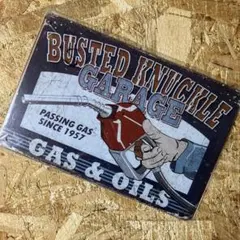 BUSTED KNUCKLE
GARAGE
PASSING GAS
SINCE 1957
GAS & OILS